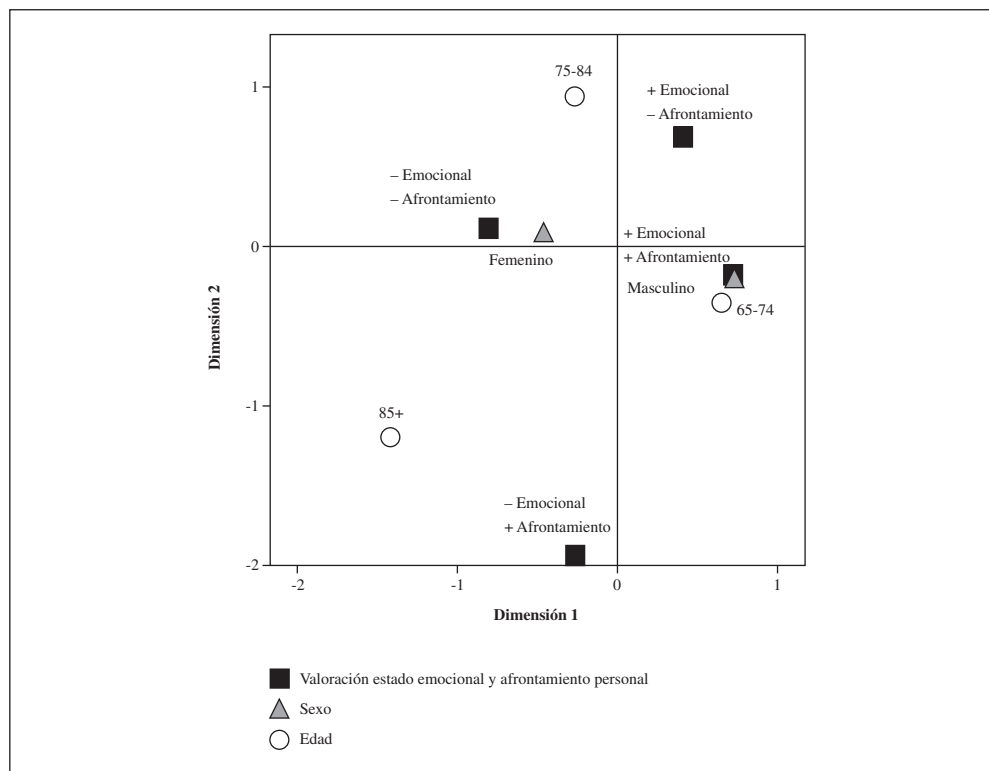 75-84
1
+ Emocional
– Afrontamiento
– Emocional
– Afrontamiento
+ Emocional
0
+ Afrontamiento
Femenino
Masculino
65-74
Dimensión 2
-1
85+
– Emocional
+ Afrontamiento
-2
-2
-1
0
1
Dimensión 1
Valoración estado emocional y afrontamiento personal
Sexo
Edad